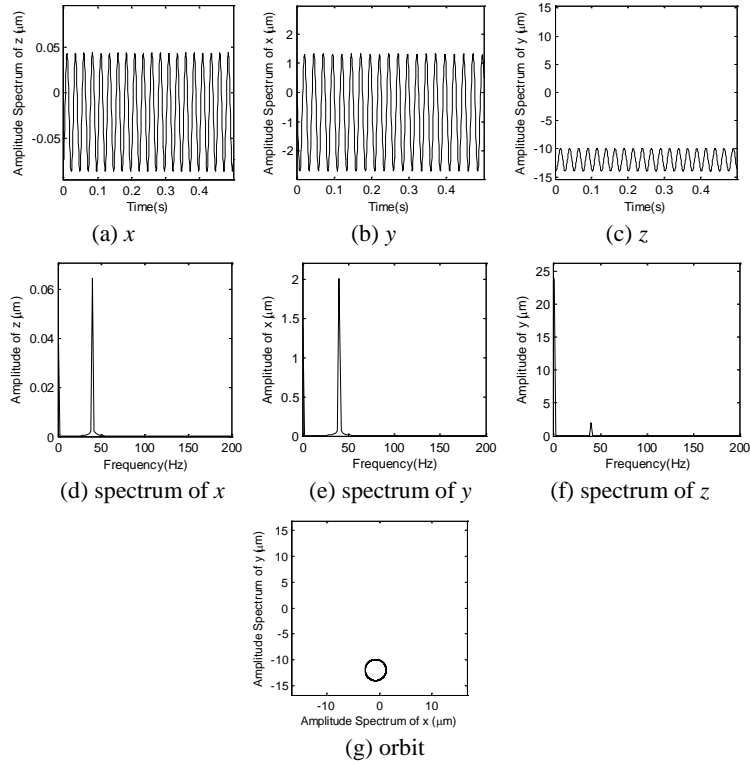 Amplitude Spectrum of z (μm)
0.05
0
-0.05
0 0.1 0.2 0.3 0.4
Time(s)
(a) x
Amplitude Spectrum of x (μm)
2
1
0
-1
-2
0 0.1 0.2 0.3 0.4
Time(s)
(b) y
Amplitude Spectrum of y (μm)
15
10
5
0
-5
-10
-15
0 0.1 0.2 0.3 0.4
Time(s)
(c) z
Amplitude of z (μm)
0.06
0.04
0.02
0
0 50 100 150 200
Frequency(Hz)
(d) spectrum of x
Amplitude of x (μm)
2
1.5
1
0.5
0
0 50 100 150 200
Frequency(Hz)
(e) spectrum of y
Amplitude of y (μm)
25
20
15
10
5
0
0 50 100 150 200
Frequency(Hz)
(f) spectrum of z
Amplitude Spectrum of y (μm)
15
10
5
0
-5
-10
-15
-10 0 10
Amplitude Spectrum of x (μm)
(g) orbit